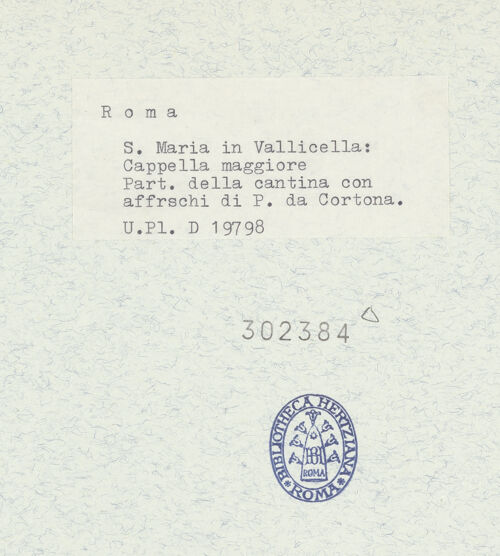 R o m a
S. Maria in Vallicella:
Cappella maggiore
Part. della cantina con
affrschi di P. da Cortona.
U.Pl. D 19798
302384
BIBLIOTHECA HERTZIANA
BH
ROMA
* ROMA *